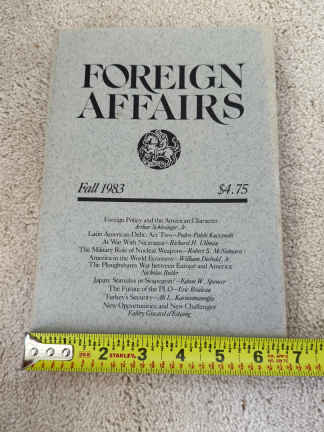 FOREIGN
AFFAIRS
Fall 1983 $4.75
Foreign Policy and the American Character
Arthur Schlesinger, Jr.
Latin American Debt: Act Two—Pedro-Pablo Kuczynski
At War With Nicaragua—Richard H. Ullman
The Military Role of Nuclear Weapons—Robert S. McNamara
America in the World Economy—William Diebold, Jr.
The Ploughshares War between Europe and America
Nicholas Butler
Japan: Stimulus or Scapegoat?—Edson W. Spencer
The Future of the PLO—Eric Rouleau
Turkey's Security—Ali L. Karaosmanoglu
New Opportunities and New Challenges
Valéry Giscard d'Estaing
2 STANLEY 3 4 5 6 7